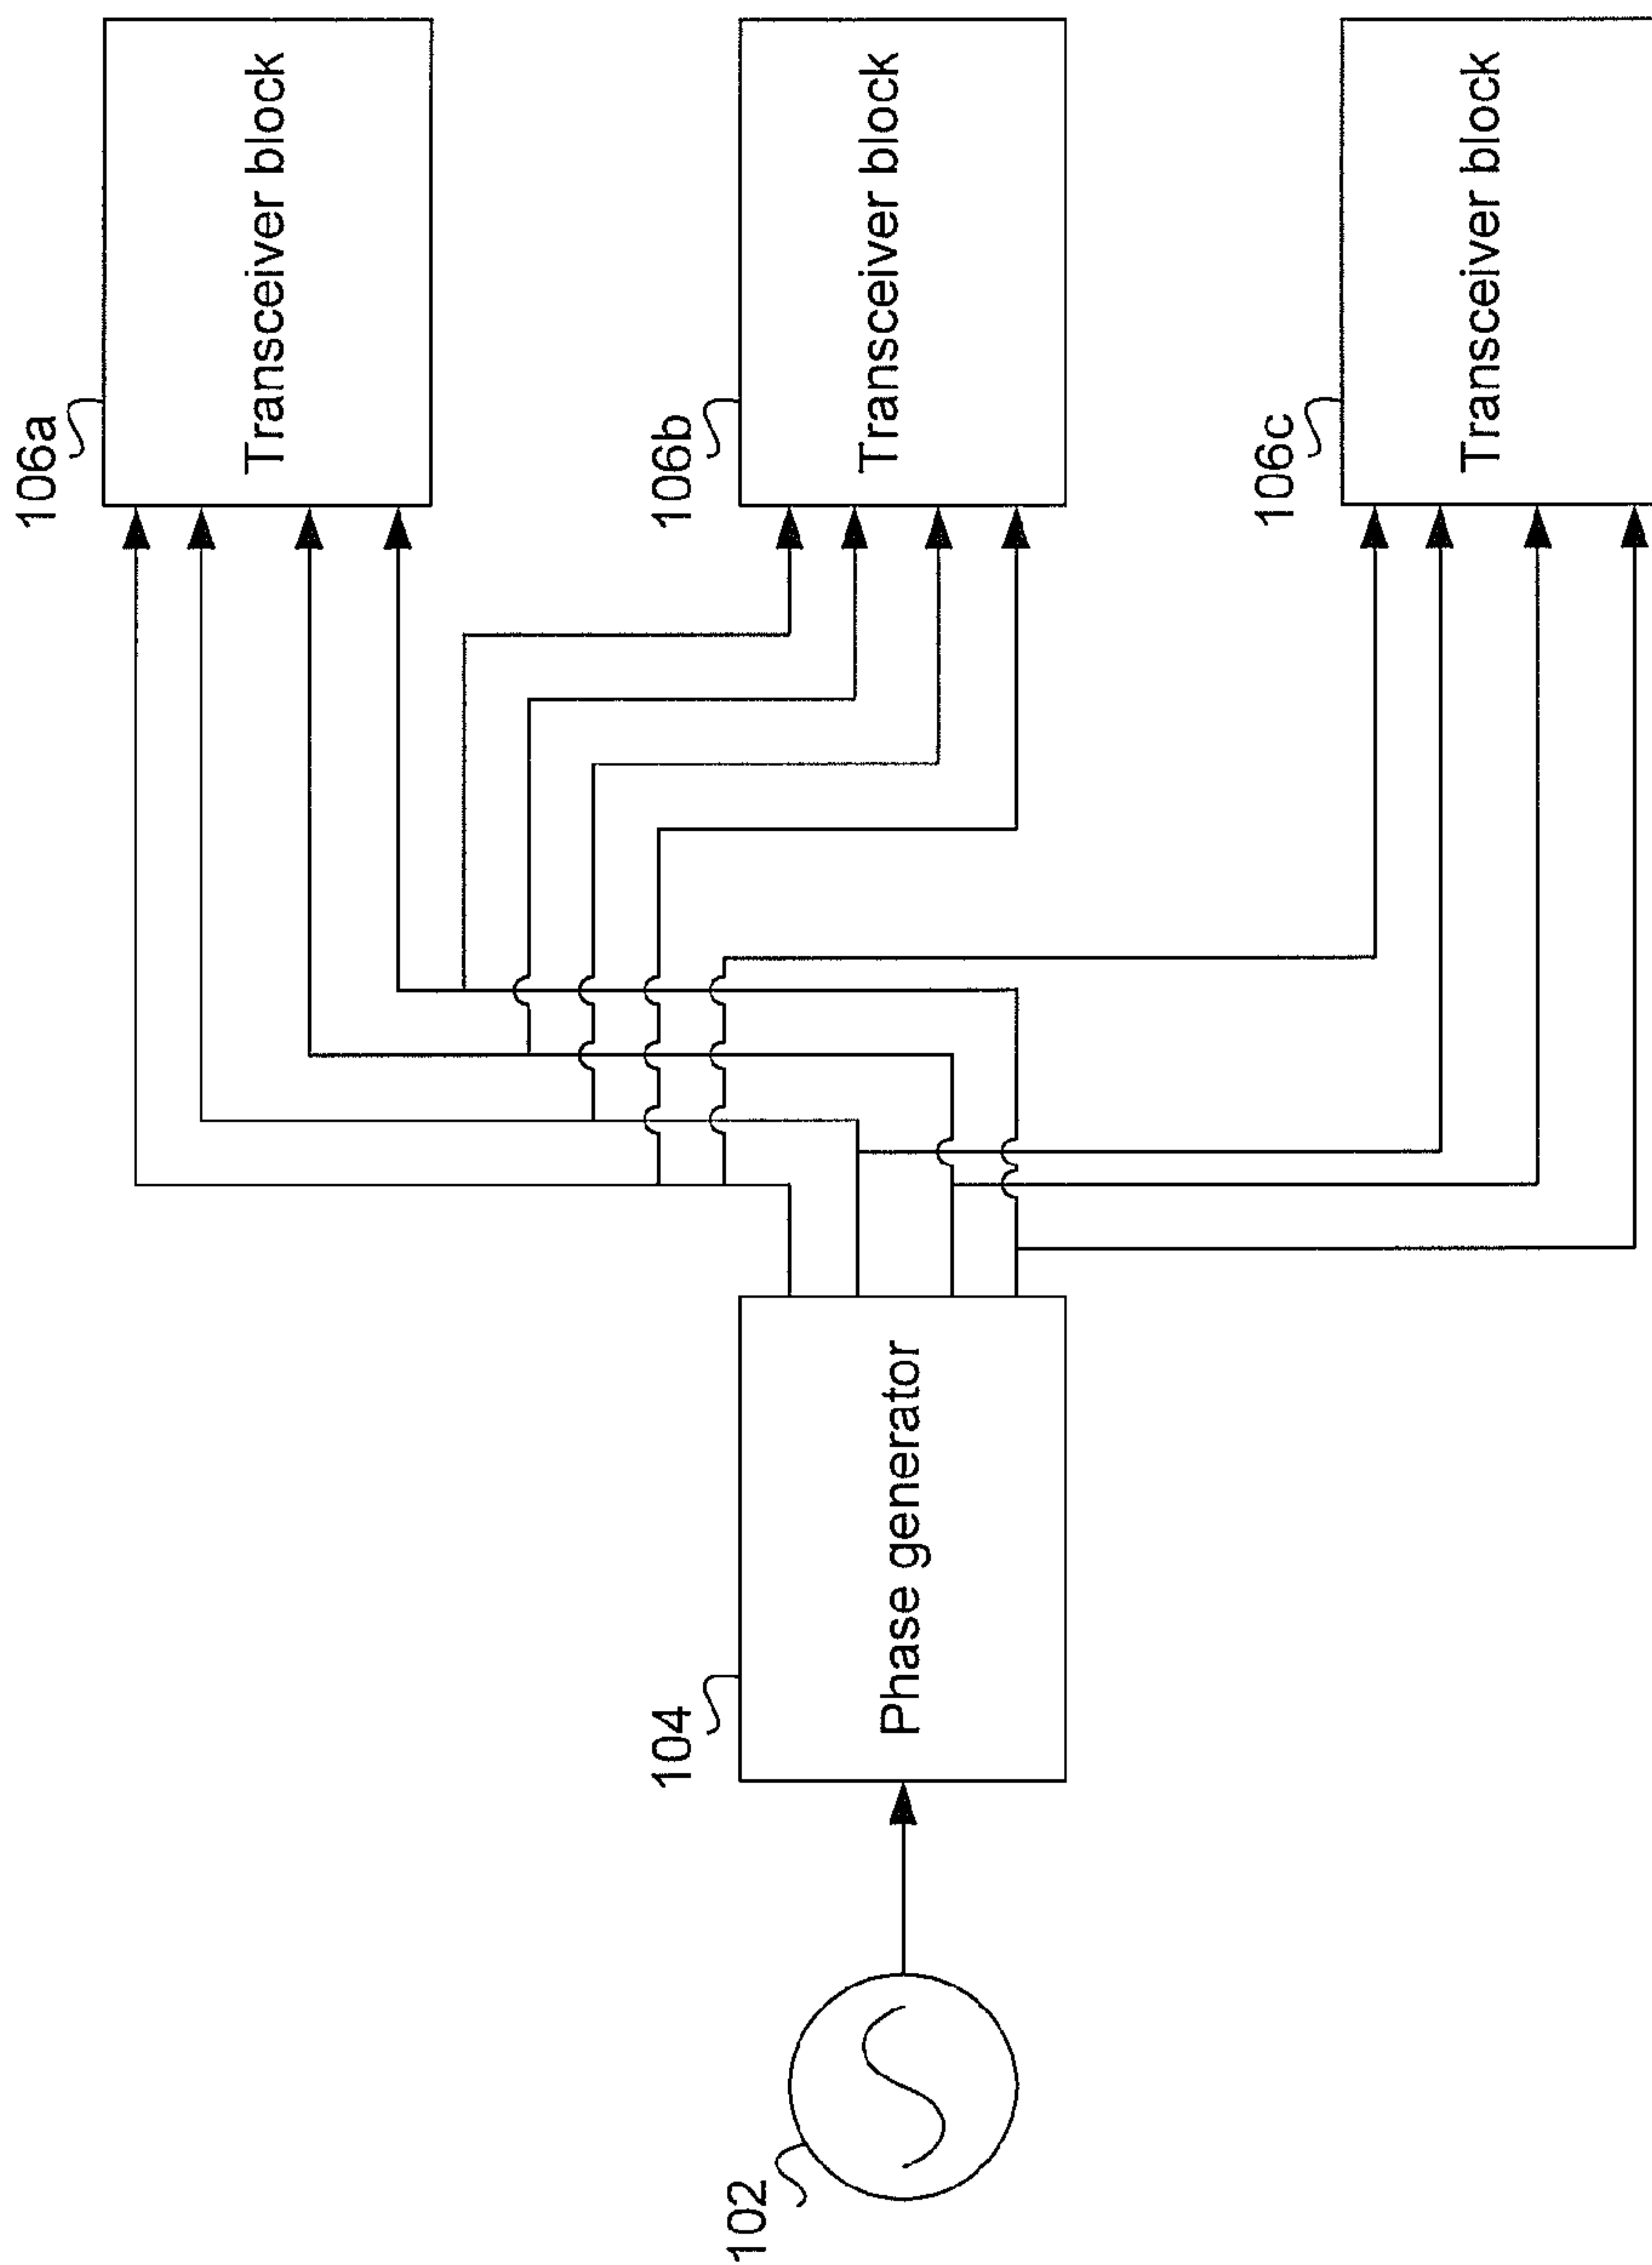 106a
Transceiver block
106b
Transceiver block
106c
Transceiver block
104
Phase generator
102